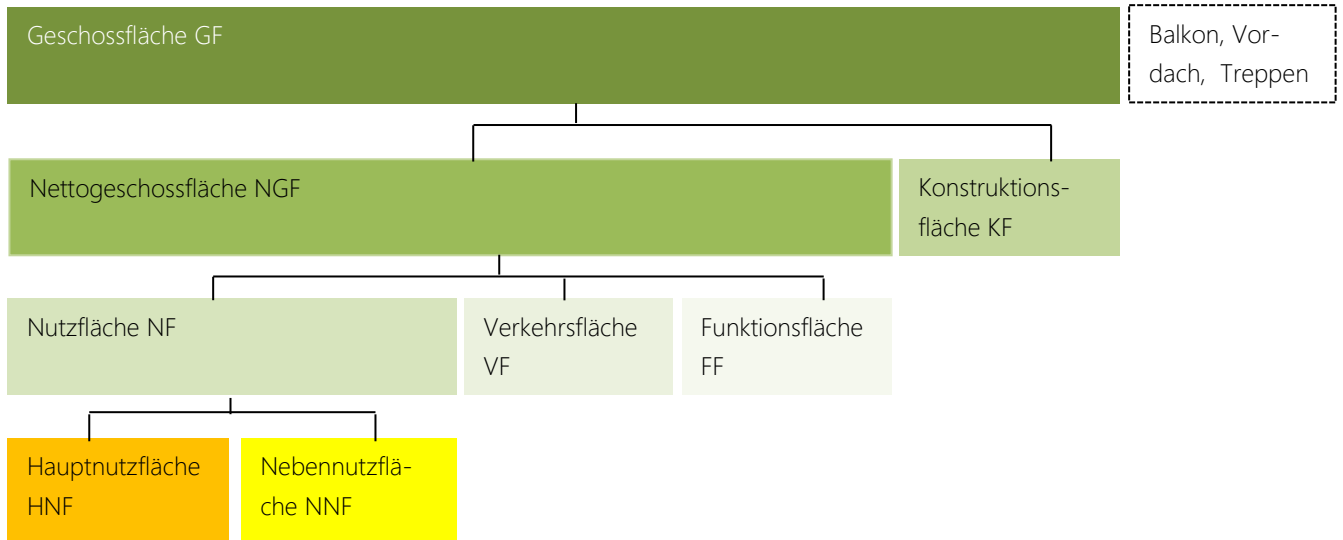 Geschossfläche GF
Balkon, Vor-
dach, Treppen
Nettogeschossfläche NGF
Konstruktions-
fläche KF
Nutzfläche NF
Verkehrsfläche
VF
Funktionsfläche
FF
Hauptnutzfläche
HNF
Nebennutzflä-
che NNF